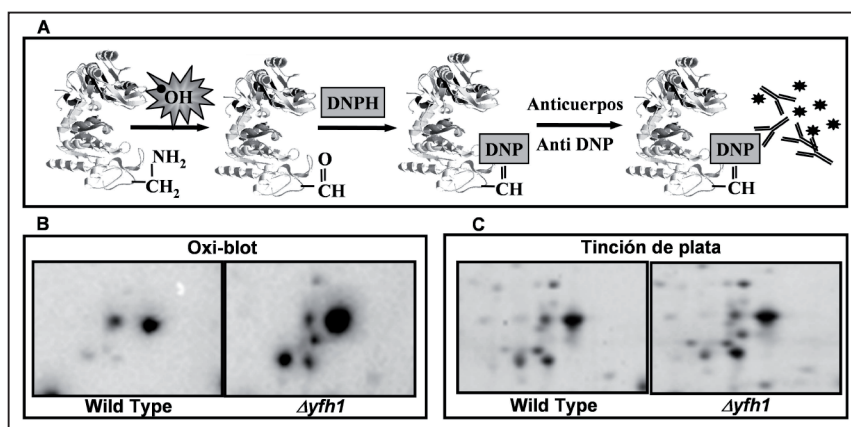 A
•OH
NH2
CH2
O
CH
DNPH
DNP
CH
Anticuerpos
Anti DNP
DNP
CH
B
Oxi-blot
Wild Type
Δyfh1
C
Tinción de plata
Wild Type
Δyfh1